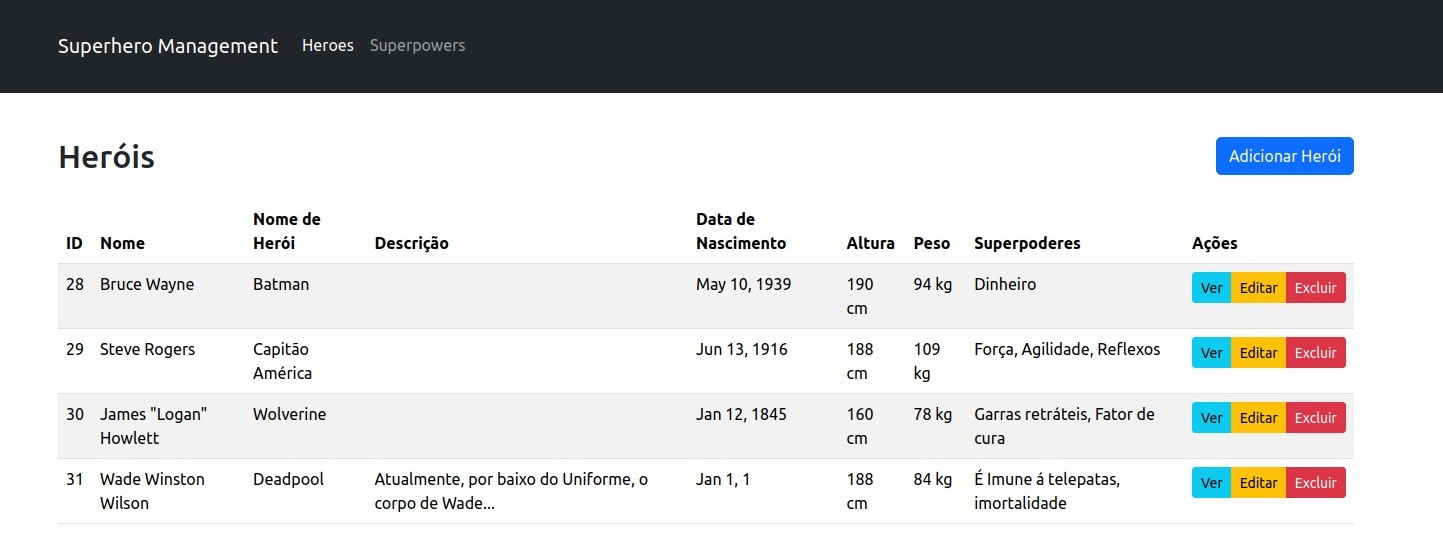 Superhero Management Heroes Superpowers
Heróis Adicionar Herói
Nome de Data de
ID Nome Herói Descrição Nascimento Altura Peso Superpoderes Ações
28 Bruce Wayne Batman May 10, 1939 190 94 kg Dinheiro Ver Editar Excluir
cm
29 Steve Rogers Capitão Jun 13, 1916 188 109 Força, Agilidade, Reflexos Ver Editar Excluir
América cm kg
30 James "Logan" Wolverine Jan 12, 1845 160 78 kg Garras retráteis, Fator de Ver Editar Excluir
Howlett cm cura
31 Wade Winston Deadpool Atualmente, por baixo do Uniforme, o Jan 1, 1 188 84 kg É Imune á telepatas, Ver Editar Excluir
Wilson corpo de Wade... cm imortalidade